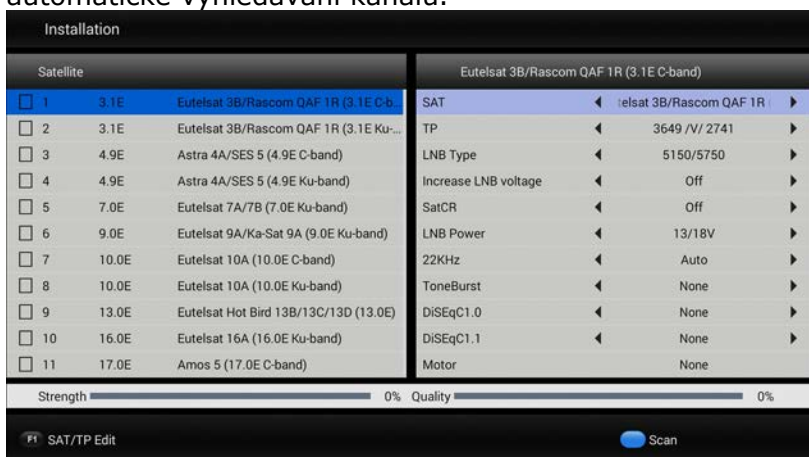 automatické vyhledávání kanálů.
Installation
Satellite
Eutelsat 3B/Rascom QAF 1R (3.1E C-band)
1 3.1E Eutelsat 3B/Rascom QAF 1R (3.1E C-b...
SAT telsat 3B/Rascom QAF 1R (
2 3.1E Eutelsat 3B/Rascom QAF 1R (3.1E Ku-...
TP 3649 /V/ 2741
3 4.9E Astra 4A/SES 5 (4.9E C-band)
LNB Type 5150/5750
4 4.9E Astra 4A/SES 5 (4.9E Ku-band)
Increase LNB voltage Off
5 7.0E Eutelsat 7A/7B (7.0E Ku-band)
SatCR Off
6 9.0E Eutelsat 9A/Ka-Sat 9A (9.0E Ku-band)
LNB Power 13/18V
7 10.0E Eutelsat 10A (10.0E C-band)
22KHz Auto
8 10.0E Eutelsat 10A (10.0E Ku-band)
ToneBurst None
9 13.0E Eutelsat Hot Bird 13B/13C/13D (13.0E)
DiSEqC1.0 None
10 16.0E Eutelsat 16A (16.0E Ku-band)
DiSEqC1.1 None
11 17.0E Amos 5 (17.0E C-band)
Motor None
Strength 0% Quality 0%
F1 SAT/TP Edit Scan